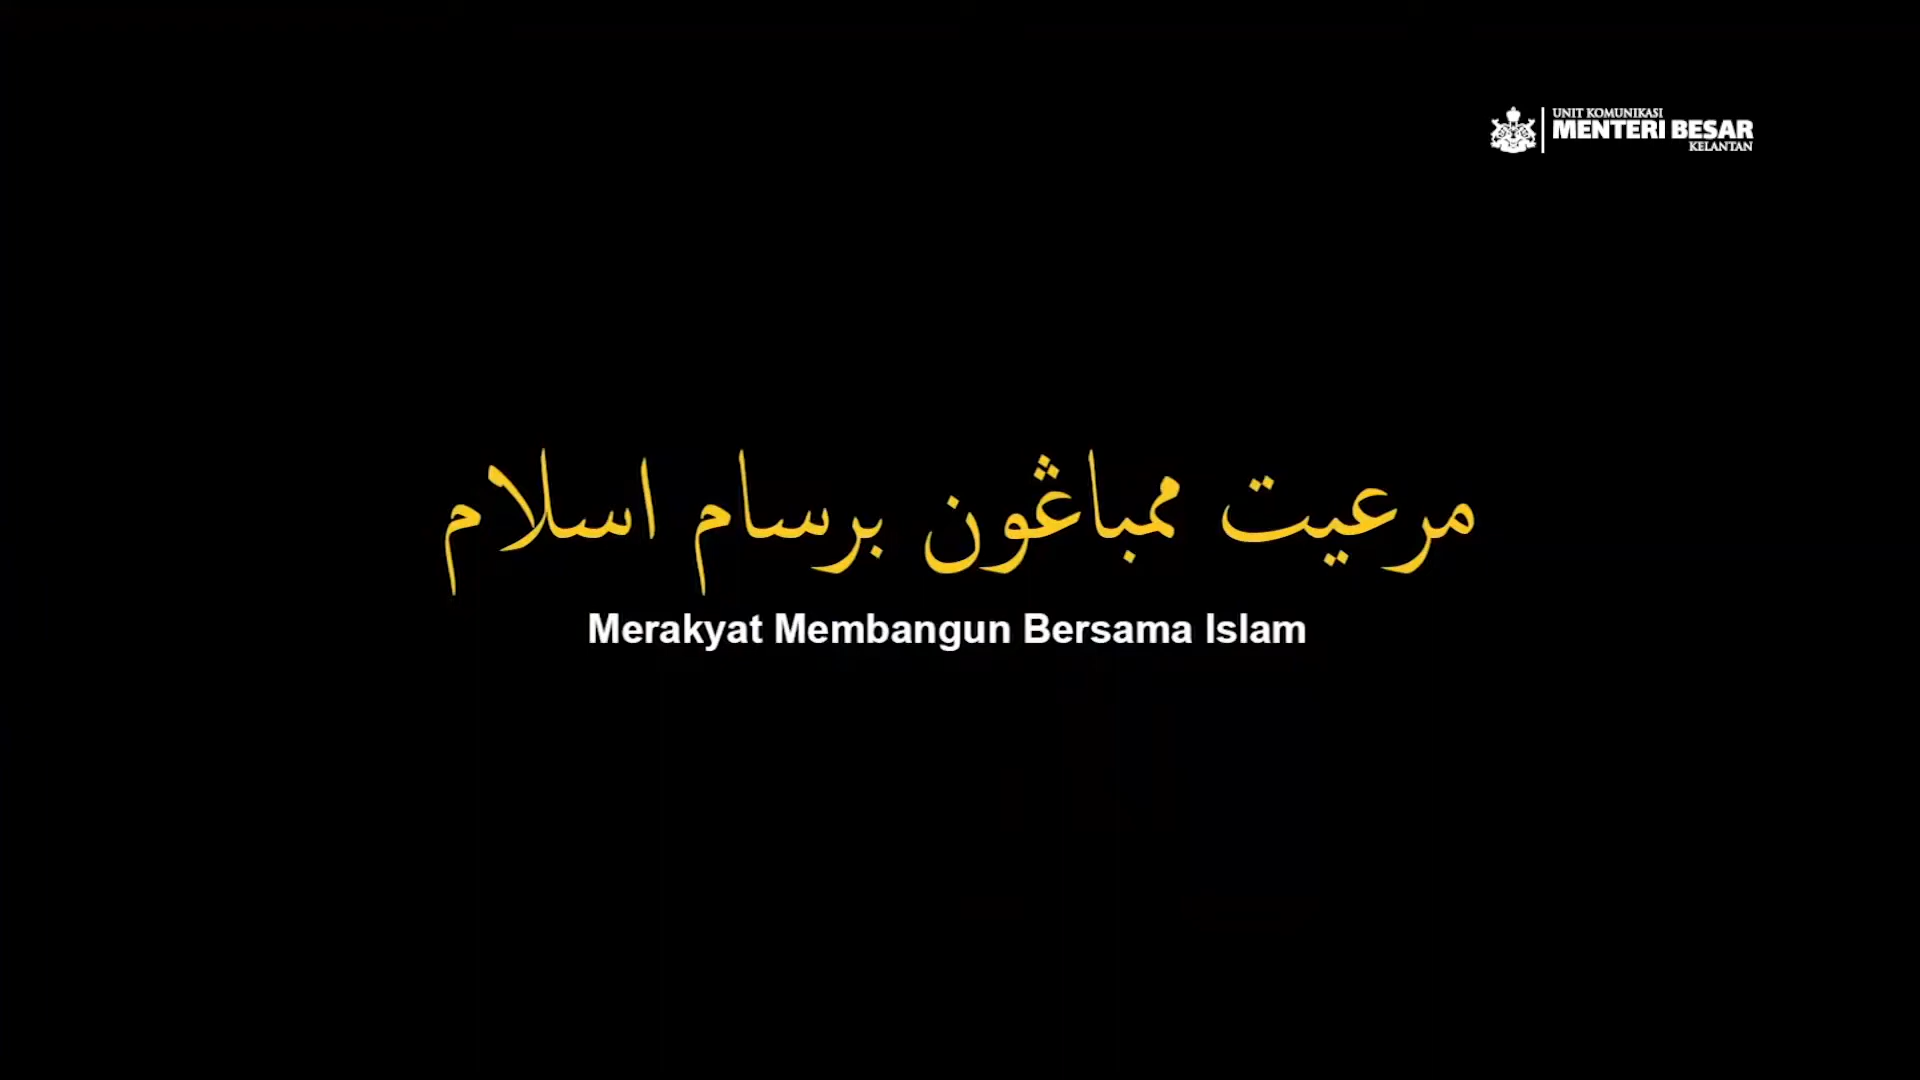 UNIT KOMUNIKASI
MENTERI BESAR
KELANTAN
مرعيت ممباڠون برسام اسلام
Merakyat Membangun Bersama Islam